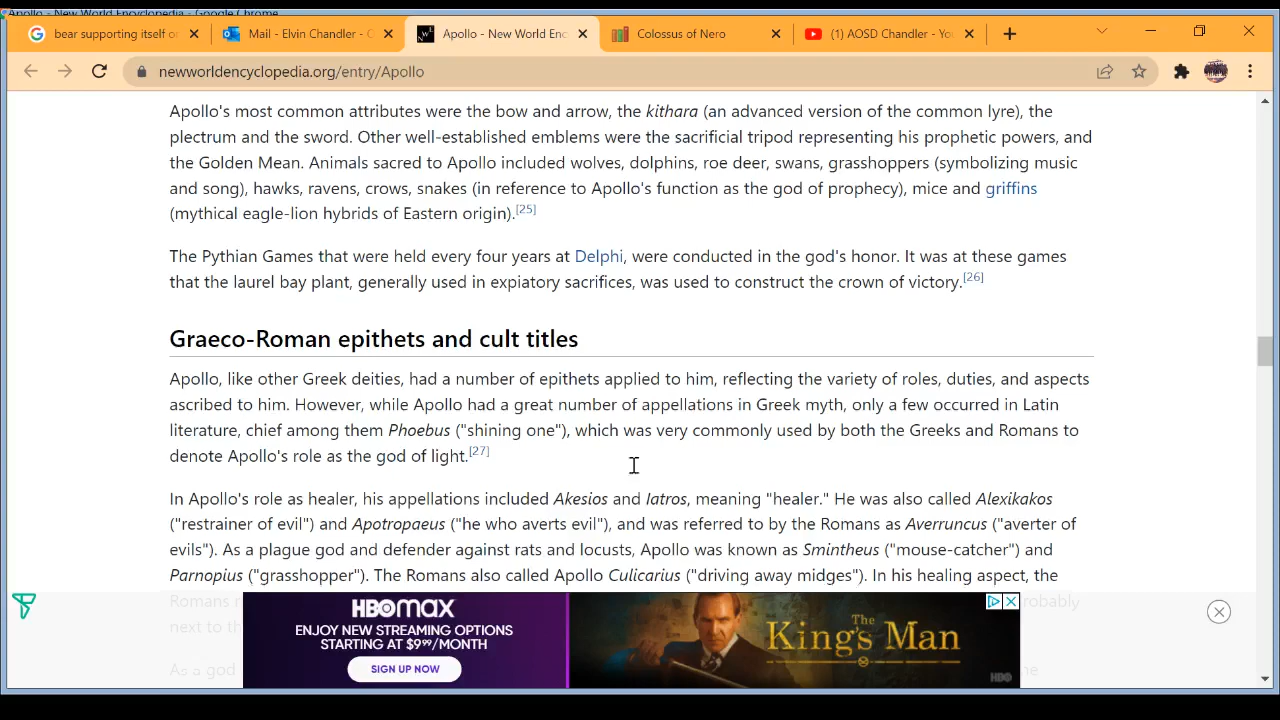 Apollo - New World Encyclopedia - Google Chrome
bear supporting itself or
Mail - Elvin Chandler - O
Apollo - New World Enc
Colossus of Nero
(1) AOSD Chandler - Yo
newworldencyclopedia.org/entry/Apollo
Apollo's most common attributes were the bow and arrow, the kithara (an advanced version of the common lyre), the
plectrum and the sword. Other well-established emblems were the sacrificial tripod representing his prophetic powers, and
the Golden Mean. Animals sacred to Apollo included wolves, dolphins, roe deer, swans, grasshoppers (symbolizing music
and song), hawks, ravens, crows, snakes (in reference to Apollo's function as the god of prophecy), mice and griffins
(mythical eagle-lion hybrids of Eastern origin).[25]
The Pythian Games that were held every four years at Delphi, were conducted in the god's honor. It was at these games
that the laurel bay plant, generally used in expiatory sacrifices, was used to construct the crown of victory.[26]
Graeco-Roman epithets and cult titles
Apollo, like other Greek deities, had a number of epithets applied to him, reflecting the variety of roles, duties, and aspects
ascribed to him. However, while Apollo had a great number of appellations in Greek myth, only a few occurred in Latin
literature, chief among them Phoebus ("shining one"), which was very commonly used by both the Greeks and Romans to
denote Apollo's role as the god of light.[27]
In Apollo's role as healer, his appellations included Akesios and Iatros, meaning "healer." He was also called Alexikakos
("restrainer of evil") and Apotropaeus ("he who averts evil"), and was referred to by the Romans as Averruncus ("averter of
evils"). As a plague god and defender against rats and locusts, Apollo was known as Smintheus ("mouse-catcher") and
Parnopius ("grasshopper"). The Romans also called Apollo Culicarius ("driving away midges"). In his healing aspect, the
Romans
next to th
As a god
HBOMAX
ENJOY NEW STREAMING OPTIONS
STARTING AT $9.99/MONTH
SIGN UP NOW
The
King's Man
HBO